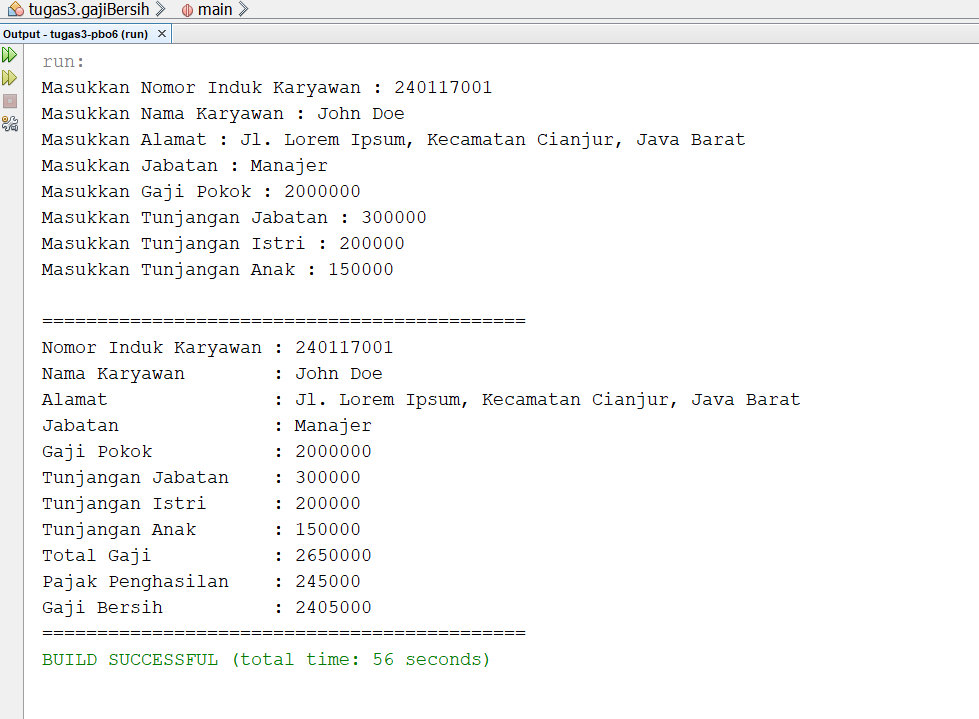 tugas3.gajiBersih main
Output - tugas3-pbo6 (run)
run:
Masukkan Nomor Induk Karyawan : 240117001
Masukkan Nama Karyawan : John Doe
Masukkan Alamat : Jl. Lorem Ipsum, Kecamatan Cianjur, Java Barat
Masukkan Jabatan : Manajer
Masukkan Gaji Pokok : 2000000
Masukkan Tunjangan Jabatan : 300000
Masukkan Tunjangan Istri : 200000
Masukkan Tunjangan Anak : 150000
============================================
Nomor Induk Karyawan : 240117001
Nama Karyawan        : John Doe
Alamat               : Jl. Lorem Ipsum, Kecamatan Cianjur, Java Barat
Jabatan              : Manajer
Gaji Pokok           : 2000000
Tunjangan Jabatan    : 300000
Tunjangan Istri      : 200000
Tunjangan Anak       : 150000
Total Gaji           : 2650000
Pajak Penghasilan    : 245000
Gaji Bersih          : 2405000
============================================
BUILD SUCCESSFUL (total time: 56 seconds)